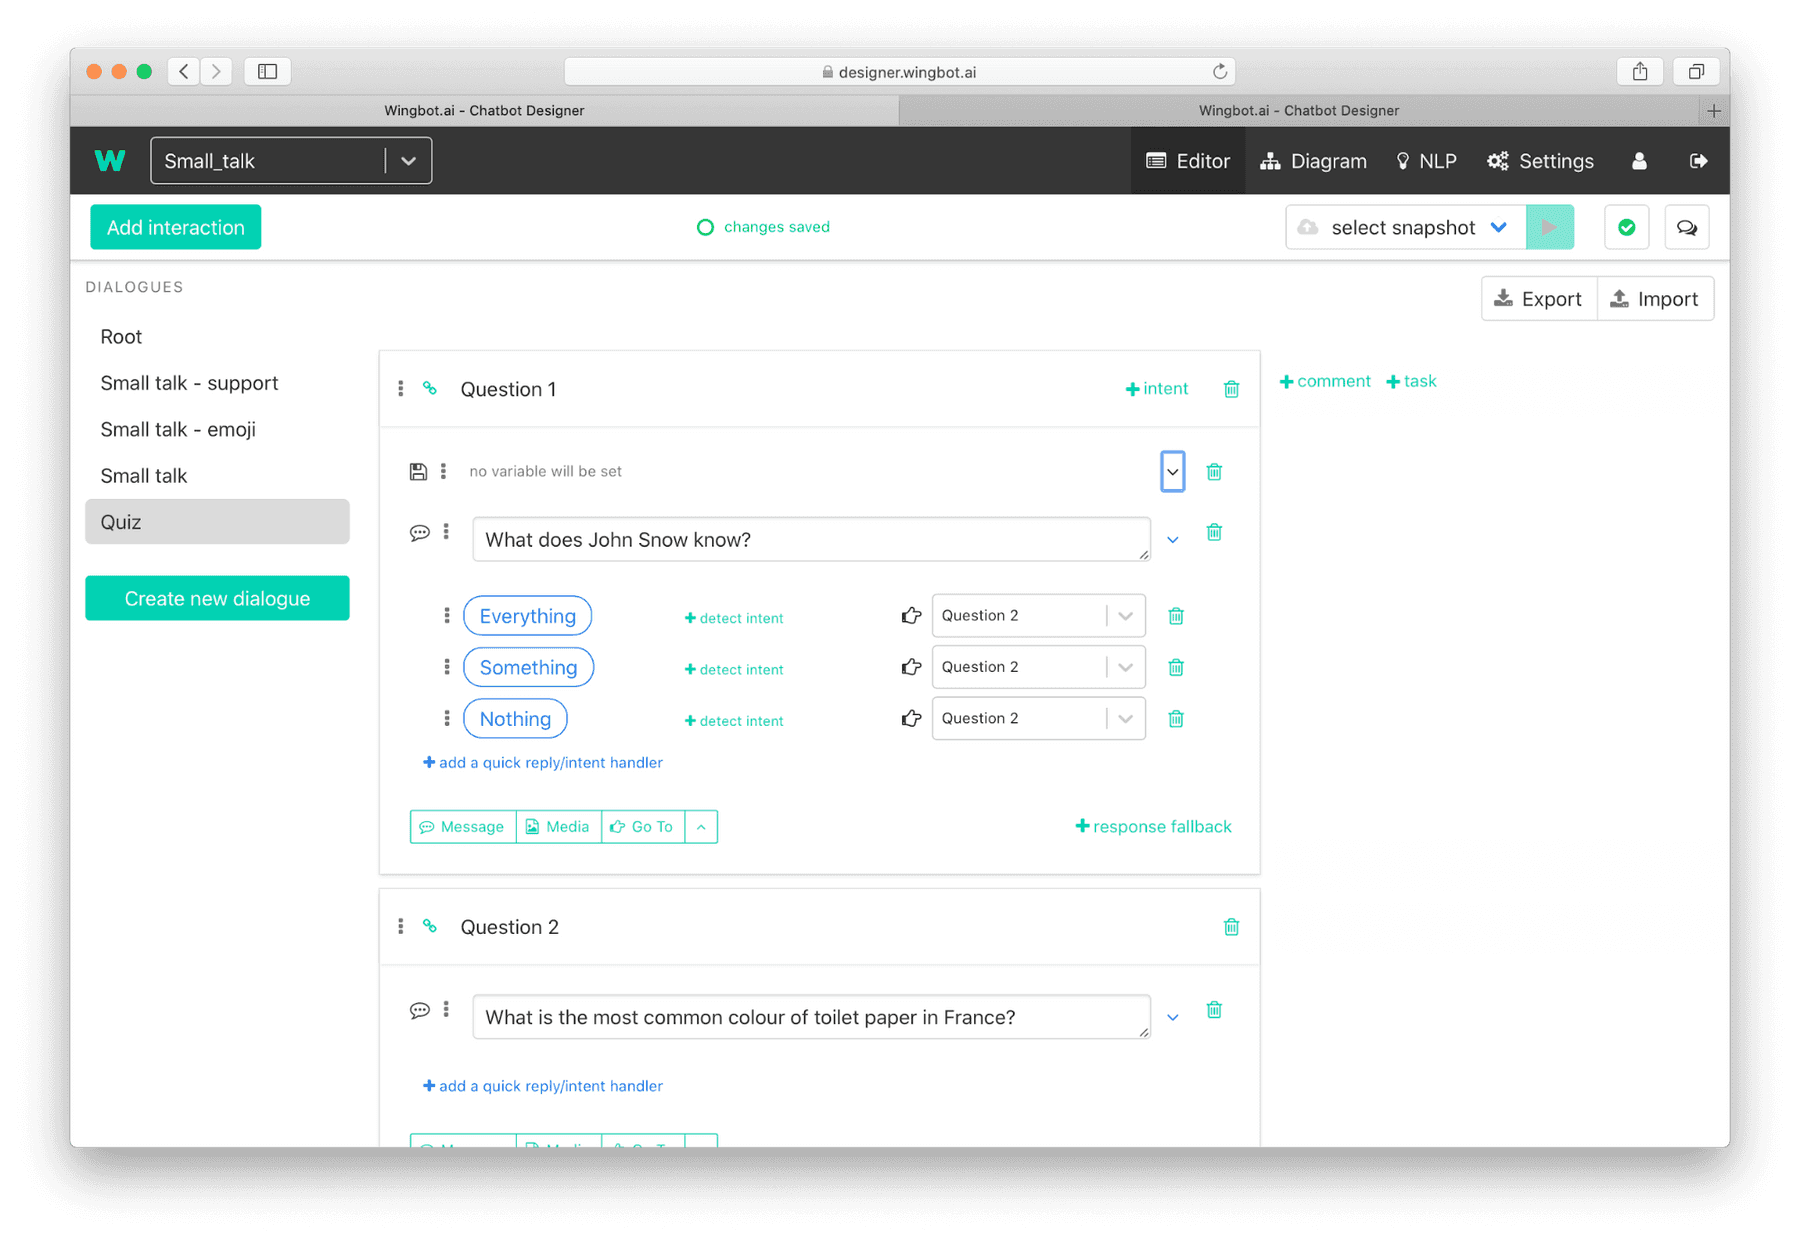 designer.wingbot.ai
Wingbot.ai - Chatbot Designer
Wingbot.ai - Chatbot Designer
W Small_talk Editor Diagram NLP Settings
Add interaction changes saved select snapshot
DIALOGUES
Export Import
Root
Small talk - support
Small talk - emoji
Small talk
Quiz
Create new dialogue
Question 1 +intent
+comment +task
no variable will be set
What does John Snow know?
Everything + detect intent Question 2
Something + detect intent Question 2
Nothing + detect intent Question 2
+ add a quick reply/intent handler
Message Media Go To +response fallback
Question 2
What is the most common colour of toilet paper in France?
+ add a quick reply/intent handler